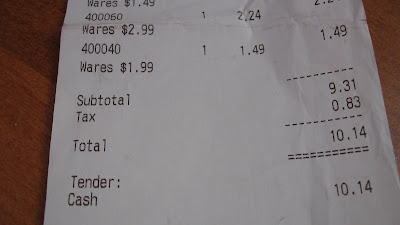 Wares $1.49
400060 1 2.24
Wares $2.99
400040 1 1.49 1.49
Wares $1.99
----------
Subtotal 9.31
Tax 0.83
----------
Total 10.14
==========
Tender:
Cash 10.14